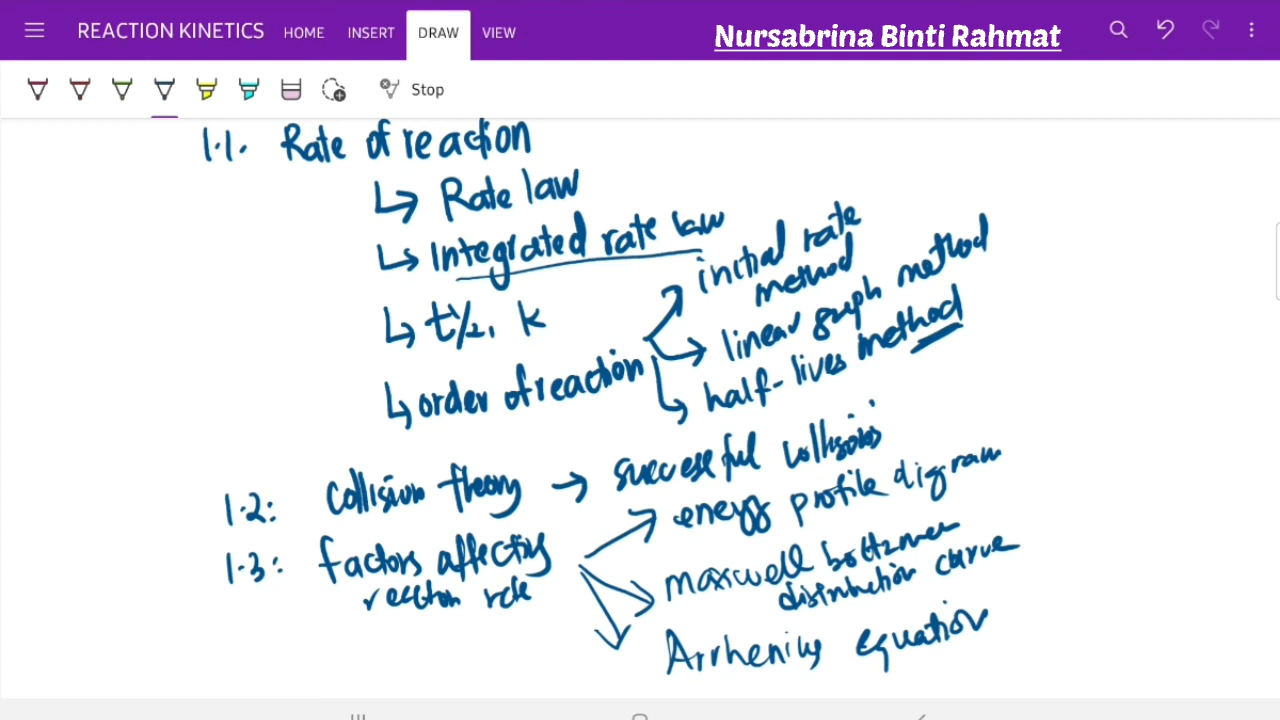 REACTION KINETICS HOME INSERT DRAW VIEW
Nursabrina Binti Rahmat
Stop
1.1. Rate of reaction
↳ Rate law
↳ Integrated rate law
↳ t½, k
↳ order of reaction
initial rate
method
linear graph method
half-lives method
1.2: Collision theory → successful collisions
1.3: factors affecting
reaction rate
energy profile digram
maxwell boltzman
distribution curve
Arrhenius equation